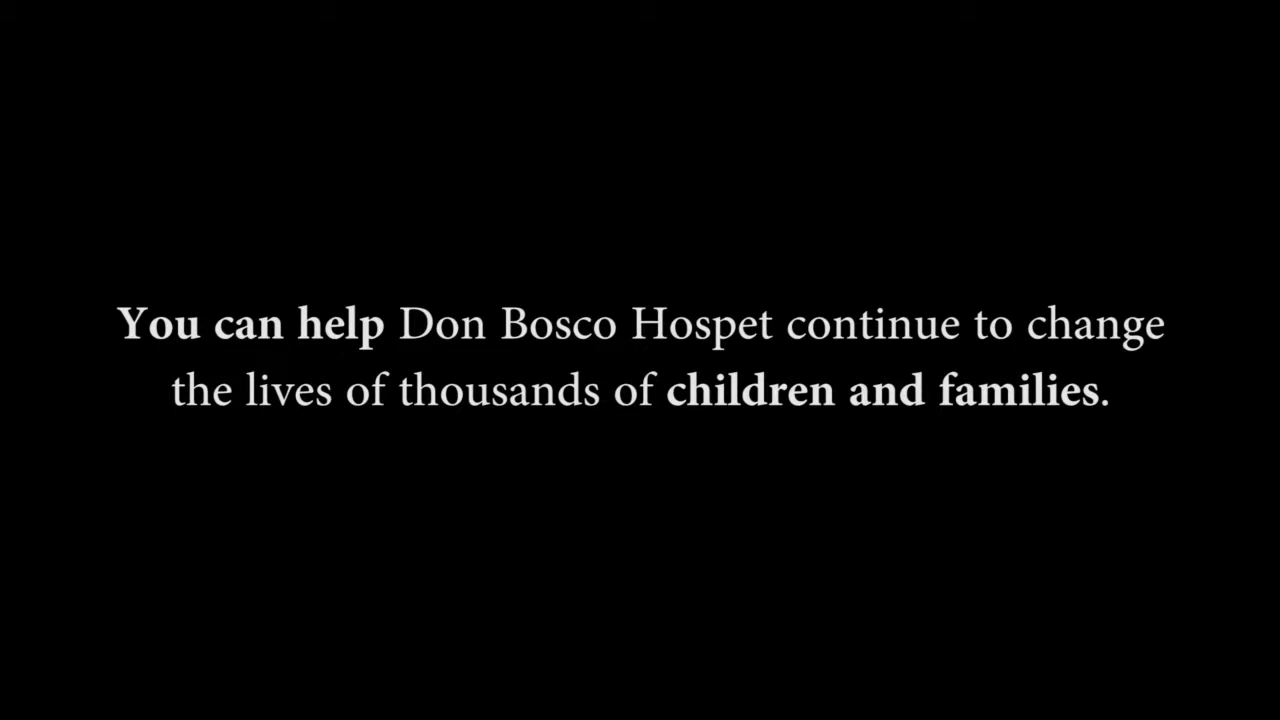 You can help Don Bosco Hospet continue to change
the lives of thousands of children and families.